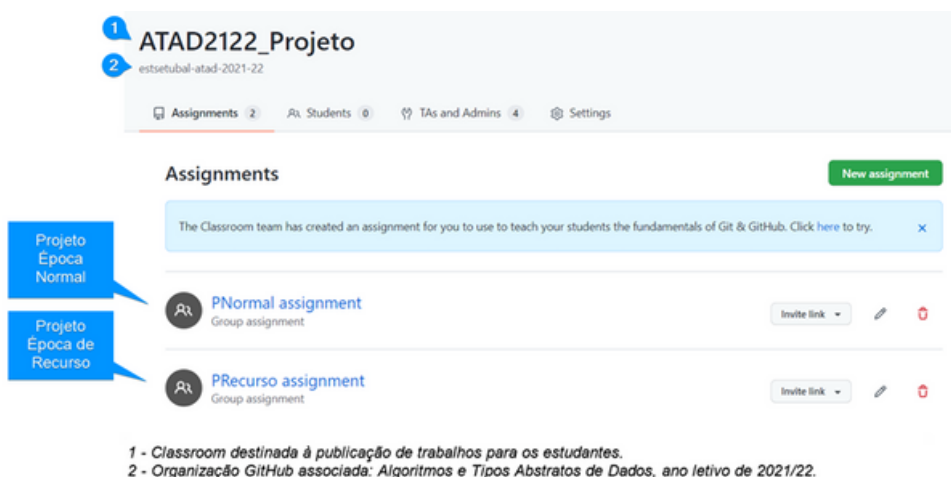 1
ATAD2122_Projeto
2
estsetubal-atad-2021-22
Assignments 2 Students 0 TAs and Admins 4 Settings
Assignments
New assignment
The Classroom team has created an assignment for you to use to teach your students the fundamentals of Git & GitHub. Click here to try.
Projeto
Época
Normal
PNormal assignment
Group assignment
Invite link
Projeto
Época de
Recurso
PRecurso assignment
Group assignment
Invite link
1 - Classroom destinada à publicação de trabalhos para os estudantes.
2 - Organização GitHub associada: Algoritmos e Tipos Abstratos de Dados, ano letivo de 2021/22.